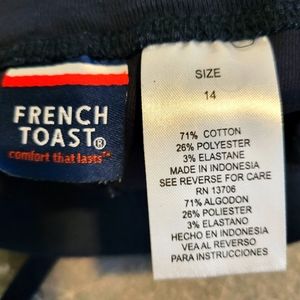 FRENCH
TOAST®
comfort that lasts™
SIZE
14
71% COTTON
26% POLYESTER
3% ELASTANE
MADE IN INDONESIA
SEE REVERSE FOR CARE
RN 13706
71% ALGODON
26% POLIESTER
3% ELASTANO
HECHO EN INDONESIA
VEA AL REVERSO
PARA INSTRUCCIONES